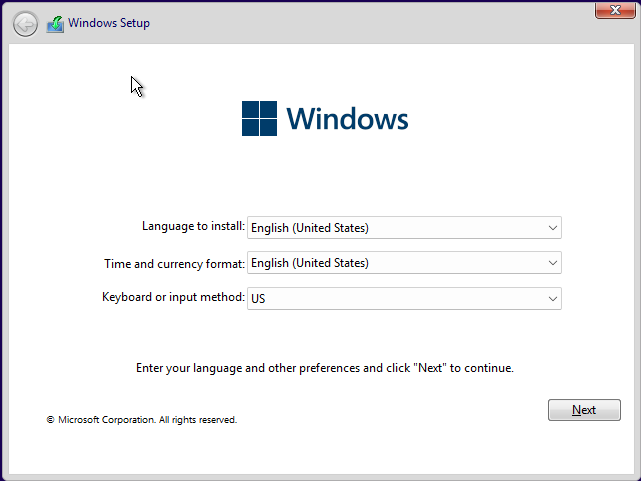 Windows Setup
Windows
Language to install: English (United States)
Time and currency format: English (United States)
Keyboard or input method: US
Enter your language and other preferences and click "Next" to continue.
Next
© Microsoft Corporation. All rights reserved.